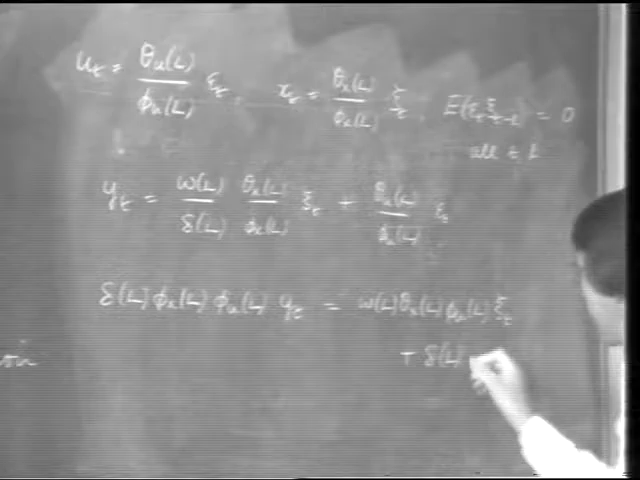 u_t = θ_u(L)/φ_u(L) ε_t, x_t = θ_x(L)/φ_x(L) ξ_t, E(ε_t ξ_{t-k}) = 0
all t, k
y_t = ω(L)/δ(L) θ_x(L)/φ_x(L) ξ_t + θ_u(L)/φ_u(L) ε_t
δ(L) φ_x(L) φ_u(L) y_t = ω(L) θ_x(L) φ_u(L) ξ_t
+ δ(L)